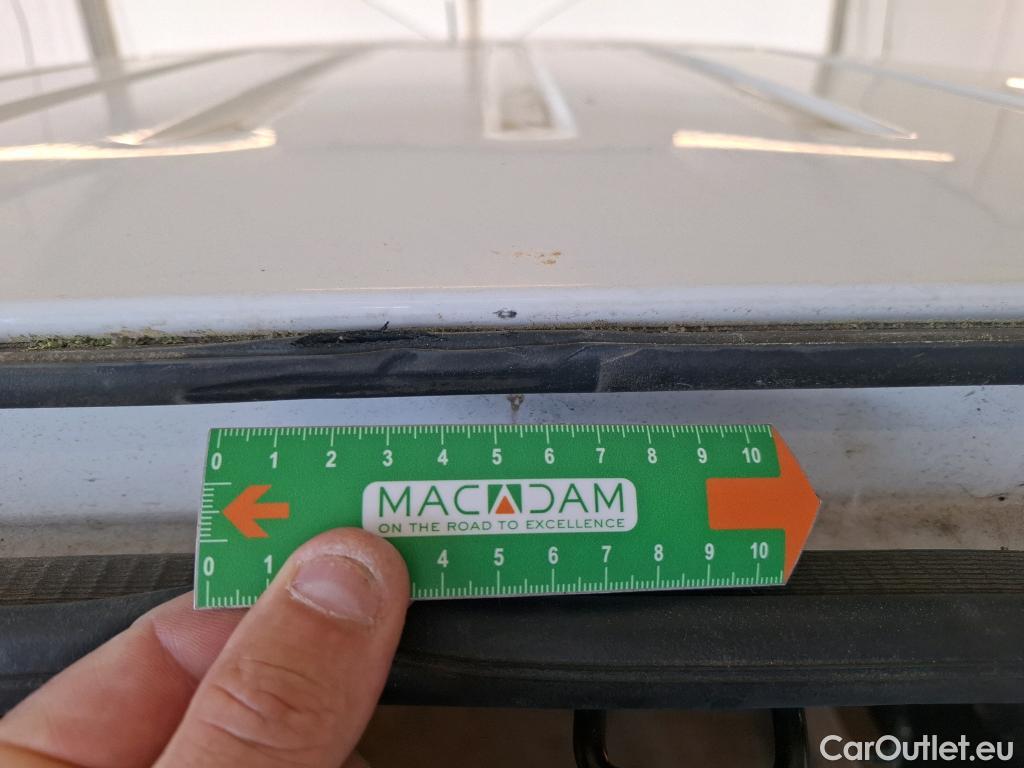 0 1 2 3 4 5 6 7 8 9 10
MACADAM
ON THE ROAD TO EXCELLENCE
0 1 4 5 6 7 8 9 10
CarOutlet.eu